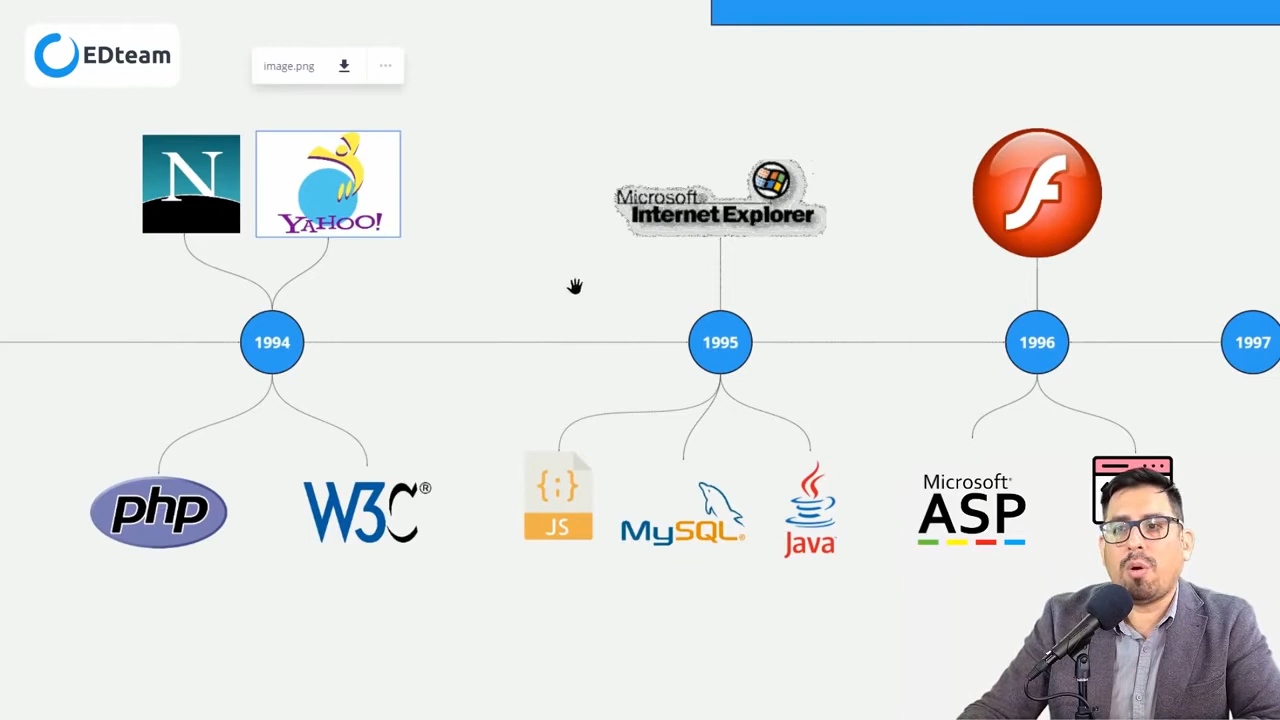 EDteam
image.png
N
YAHOO!
Microsoft
Internet Explorer
1994
1995
1996
1997
php
W3C®
{;}
JS
MySQL®
Java
Microsoft®
ASP